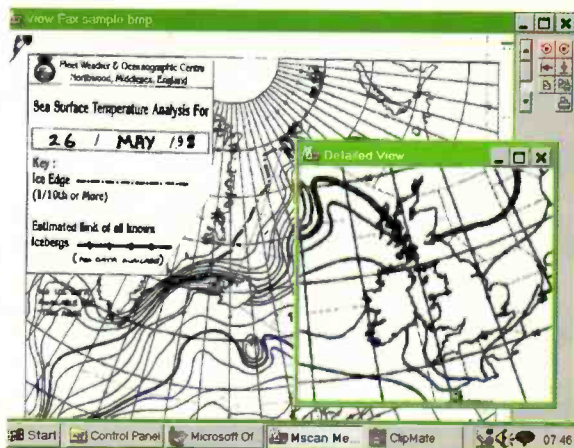 View Fax sample bmp
Fleet Weather & Oceanographic Centre
Northwood, Middlesex, England
Sea Surface Temperature Analysis For
26 / MAY /98
Key :
Ice Edge
(1/10th or More)
Estimated limit of all known
Icebergs
Detailed View
Start
Control Panel
Microsoft Of
Mscan Me...
ClipMate
07 48